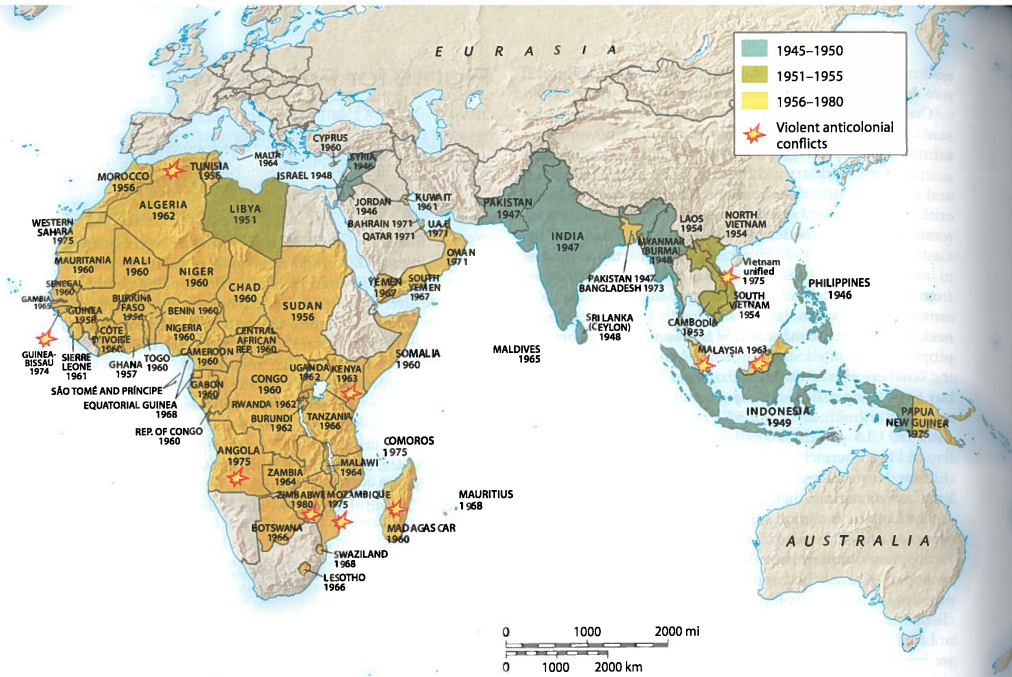 EURASIA
1945–1950
1951–1955
1956–1980
Violent anticolonial
conflicts
CYPRUS
1960
MALTA
1964
SYRIA
1946
ISRAEL 1948
TUNISIA
1956
MOROCCO
1956
ALGERIA
1962
LIBYA
1951
JORDAN
1946
KUWAIT
1961
BAHRAIN 1971
QATAR 1971
U.A.E.
1971
OMAN
1971
YEMEN
1967
SOUTH
YEMEN
1967
PAKISTAN
1947
INDIA
1947
MYANMAR
(BURMA)
1948
LAOS
1954
NORTH
VIETNAM
1954
Vietnam
unified
1975
SOUTH
VIETNAM
1954
CAMBODIA
1953
PAKISTAN 1947
BANGLADESH 1973
SRI LANKA
(CEYLON)
1948
MALDIVES
1965
PHILIPPINES
1946
MALAYSIA 1963
INDONESIA
1949
PAPUA
NEW GUINEA
1975
WESTERN
SAHARA
1975
MAURITANIA
1960
MALI
1960
NIGER
1960
CHAD
1960
SUDAN
1956
SENEGAL
1960
GAMBIA
1965
GUINEA
1958
BURKINA
FASO
BENIN 1960
NIGERIA
1960
CÔTE
D'IVOIRE
1960
GUINEA-
BISSAU
1974
SIERRE
LEONE
1961
GHANA
1957
TOGO
1960
CAMEROON
1960
CENTRAL
AFRICAN
REP. 1960
SÃO TOMÉ AND PRÍNCIPE
EQUATORIAL GUINEA
1968
GABON
1960
REP. OF CONGO
1960
CONGO
1960
UGANDA
1962
KENYA
1963
SOMALIA
1960
RWANDA 1962
BURUNDI
1962
TANZANIA
1966
ANGOLA
1975
ZAMBIA
1964
MALAWI
1964
COMOROS
1975
ZIMBABWE
1980
MOZAMBIQUE
1975
MADAGASCAR
1960
MAURITIUS
1968
BOTSWANA
1966
SWAZILAND
1968
LESOTHO
1966
AUSTRALIA
0 1000 2000 mi
0 1000 2000 km